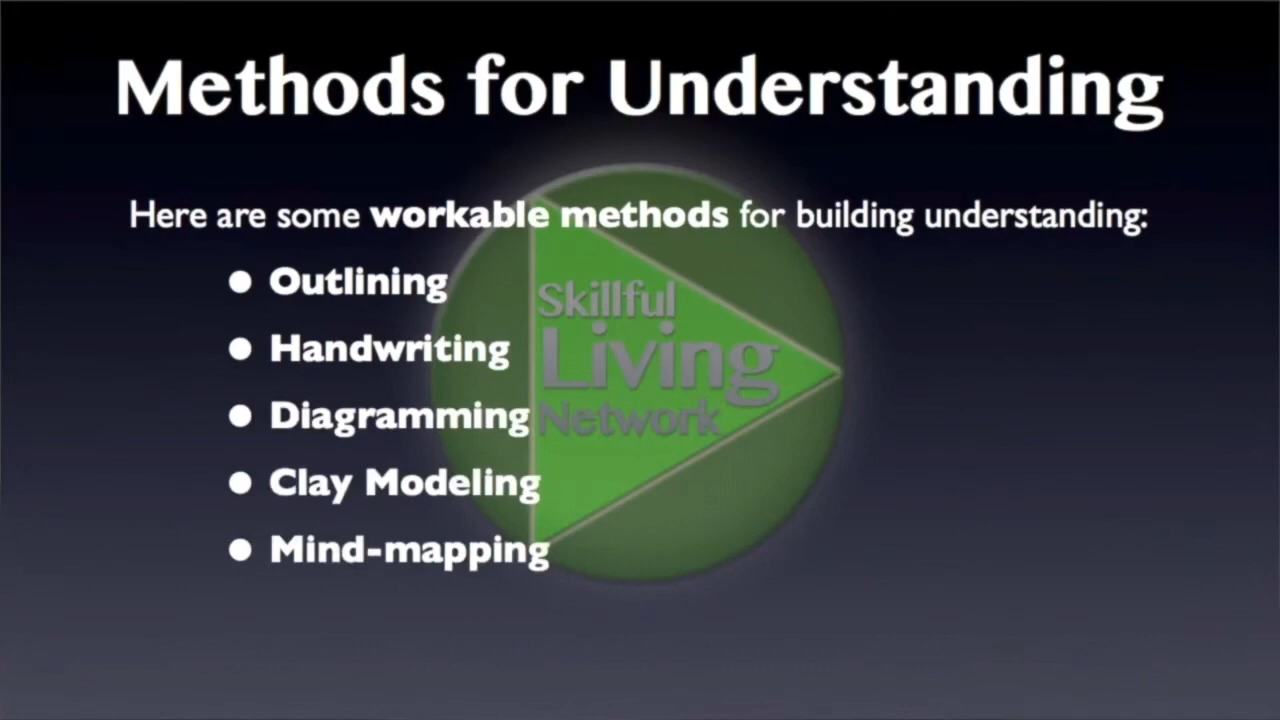 Methods for Understanding
Here are some workable methods for building understanding:
● Outlining
● Handwriting
● Diagramming
● Clay Modeling
● Mind-mapping
Skillful
Living
Network